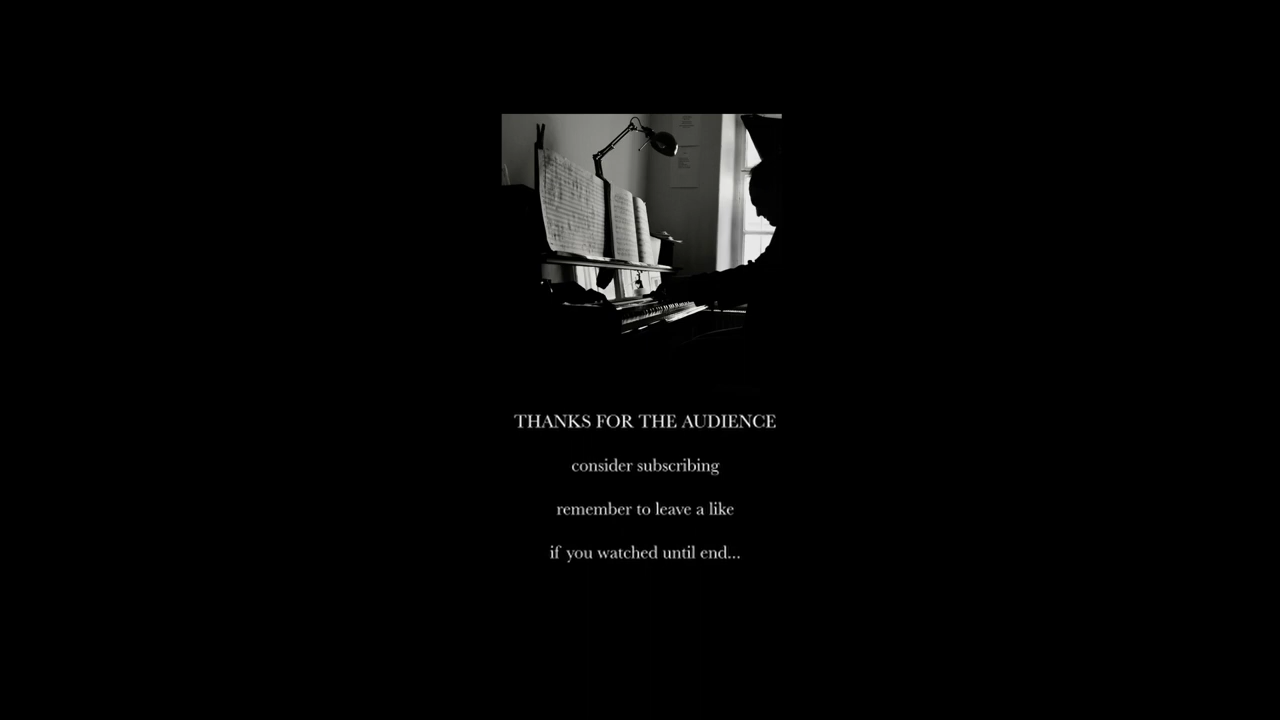 THANKS FOR THE AUDIENCE
consider subscribing
remember to leave a like
if you watched until end...